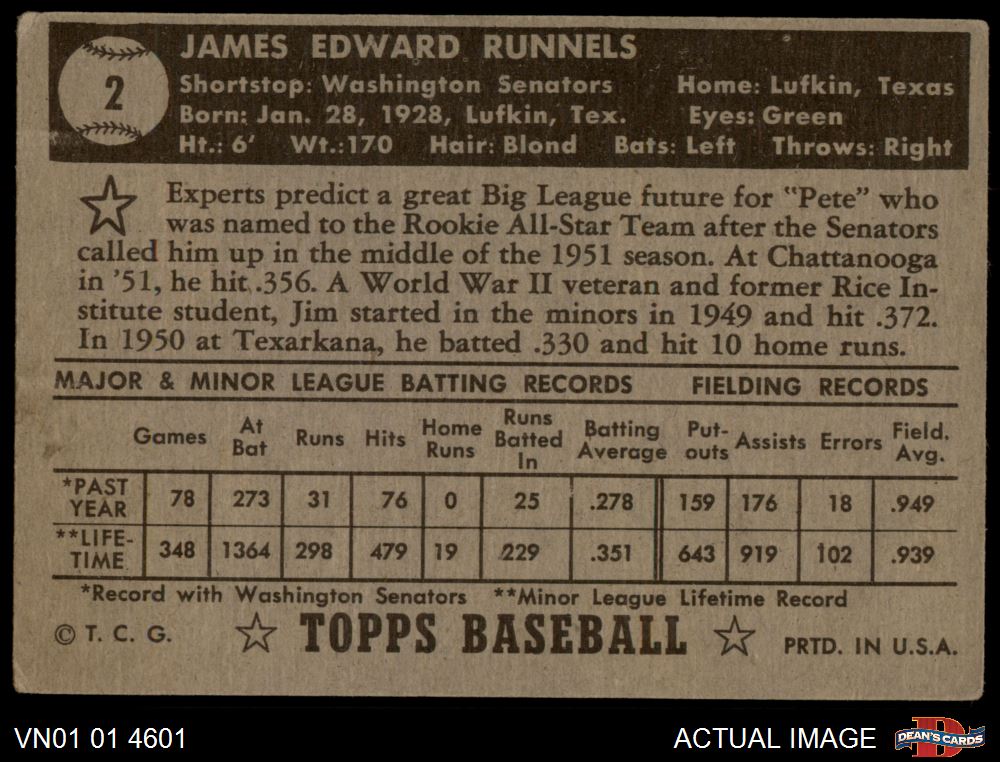 2
JAMES EDWARD RUNNELS
Shortstop: Washington Senators Home: Lufkin, Texas
Born: Jan. 28, 1928, Lufkin, Tex. Eyes: Green
Ht.: 6' Wt.:170 Hair: Blond Bats: Left Throws: Right
Experts predict a great Big League future for "Pete" who
was named to the Rookie All-Star Team after the Senators
called him up in the middle of the 1951 season. At Chattanooga
in '51, he hit .356. A World War II veteran and former Rice In-
stitute student, Jim started in the minors in 1949 and hit .372.
In 1950 at Texarkana, he batted .330 and hit 10 home runs.
MAJOR & MINOR LEAGUE BATTING RECORDS FIELDING RECORDS
Games At Bat Runs Hits Home Runs Runs Batted In Batting Average Put-outs Assists Errors Field. Avg.
*PAST YEAR 78 273 31 76 0 25 .278 159 176 18 .949
**LIFE-TIME 348 1364 298 479 19 229 .351 643 919 102 .939
*Record with Washington Senators **Minor League Lifetime Record
© T. C. G. TOPPS BASEBALL PRTD. IN U.S.A.
VN01 01 4601 ACTUAL IMAGE DEAN'S CARDS